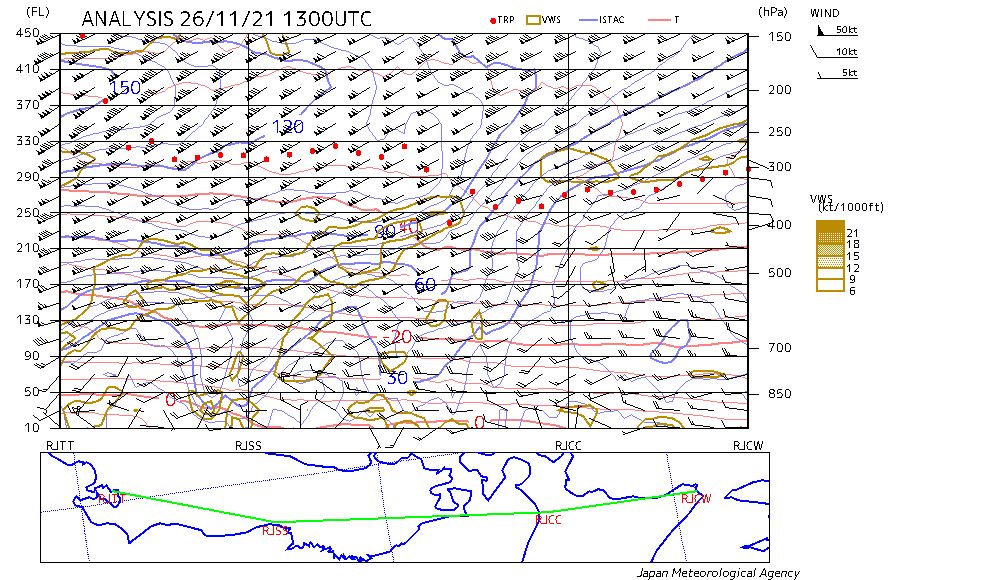 (FL) ANALYSIS 26/11/21 1300UTC TRP VWS ISTAC T (hPa) WIND
450 150 50kt
410 10kt
5kt
150 200
370
120 250
330
300
290
VWS
(kt/1000ft)
250
90 400
21
210 18
15
60 500 12
170 9
6
130
20 700
90
30
50 0 850
10 0
RJTT RJSS RJCC RJCW
RJTT RJCW
RJCC
RJSS
Japan Meteorological Agency